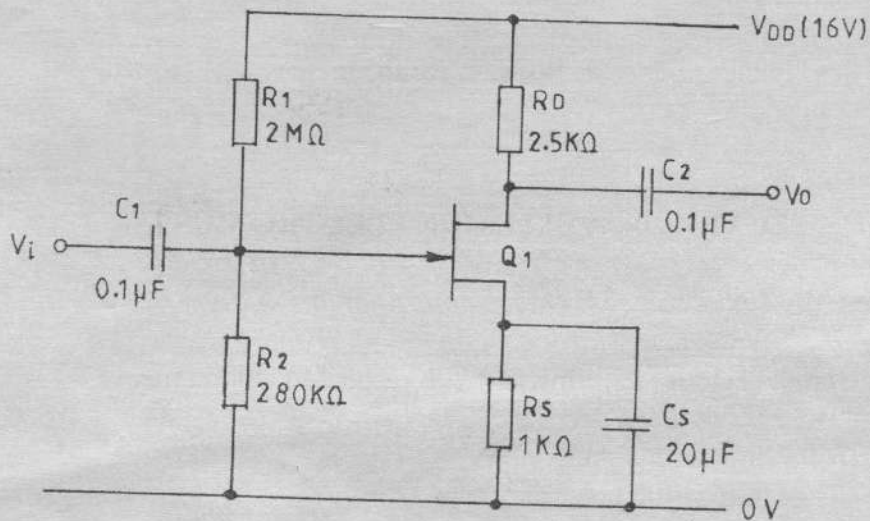 VDD (16V)
R1
2MΩ
RD
2.5KΩ
C2
Vo
0.1µF
C1
Vi
0.1µF
Q1
R2
280KΩ
Rs
1KΩ
Cs
20µF
0V